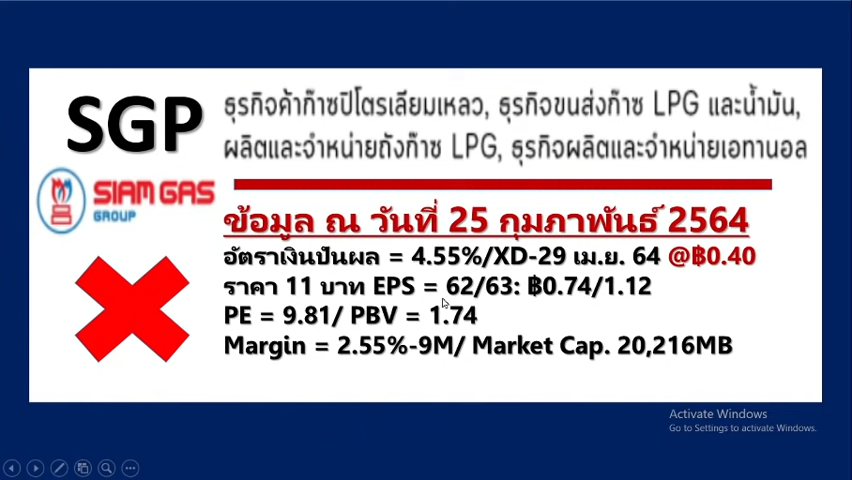 SGP
ธุรกิจค้าก๊าซปิโตรเลียมเหลว, ธุรกิจขนส่งก๊าซ LPG และน้ำมัน,
ผลิตและจำหน่ายถังก๊าซ LPG, ธุรกิจผลิตและจำหน่ายเอทานอล
SIAM GAS
GROUP
ข้อมูล ณ วันที่ 25 กุมภาพันธ์ 2564
อัตราเงินปันผล = 4.55%/XD-29 เม.ย. 64 @฿0.40
ราคา 11 บาท EPS = 62/63: ฿0.74/1.12
PE = 9.81/ PBV = 1.74
Margin = 2.55%-9M/ Market Cap. 20,216MB
Activate Windows
Go to Settings to activate Windows.